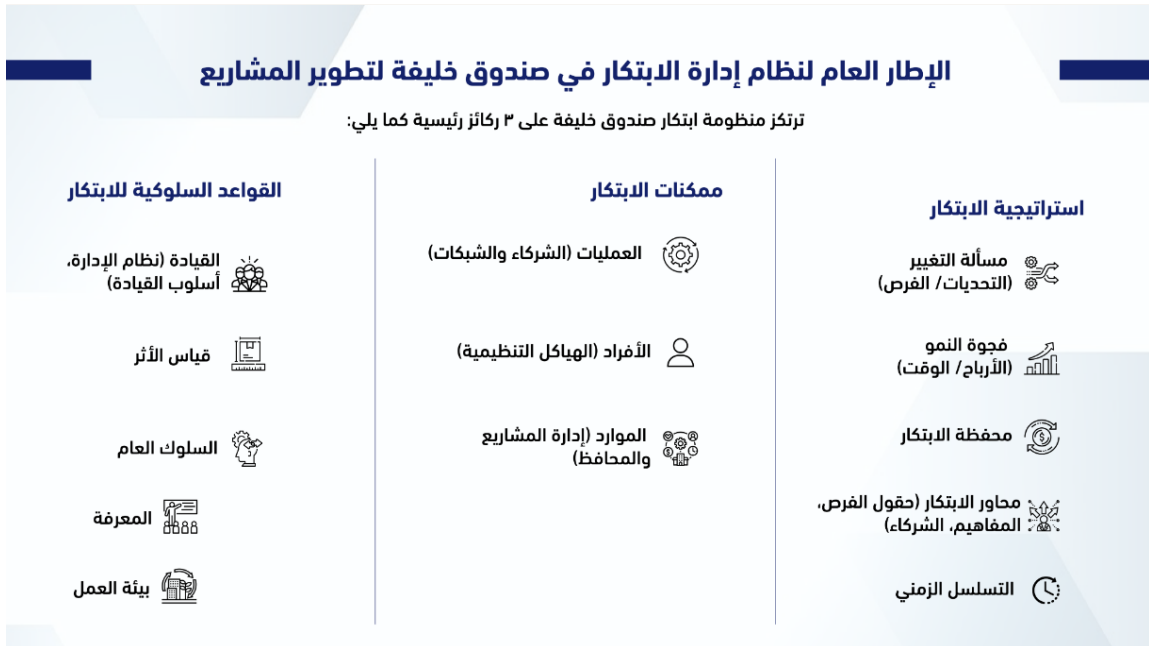 الإطار العام لنظام إدارة الابتكار في صندوق خليفة لتطوير المشاريع
ترتكز منظومة ابتكار صندوق خليفة على ٣ ركائز رئيسية كما يلي:
استراتيجية الابتكار
مسألة التغيير
(التحديات/ الفرص)
فجوة النمو
(الأرباح/ الوقت)
محفظة الابتكار
محاور الابتكار (حقول الفرص،
المفاهيم، الشركاء)
التسلسل الزمني
ممكنات الابتكار
العمليات (الشركاء والشبكات)
الأفراد (الهياكل التنظيمية)
الموارد (إدارة المشاريع
والمحافظ)
القواعد السلوكية للابتكار
القيادة (نظام الإدارة،
أسلوب القيادة)
قياس الأثر
السلوك العام
المعرفة
بيئة العمل